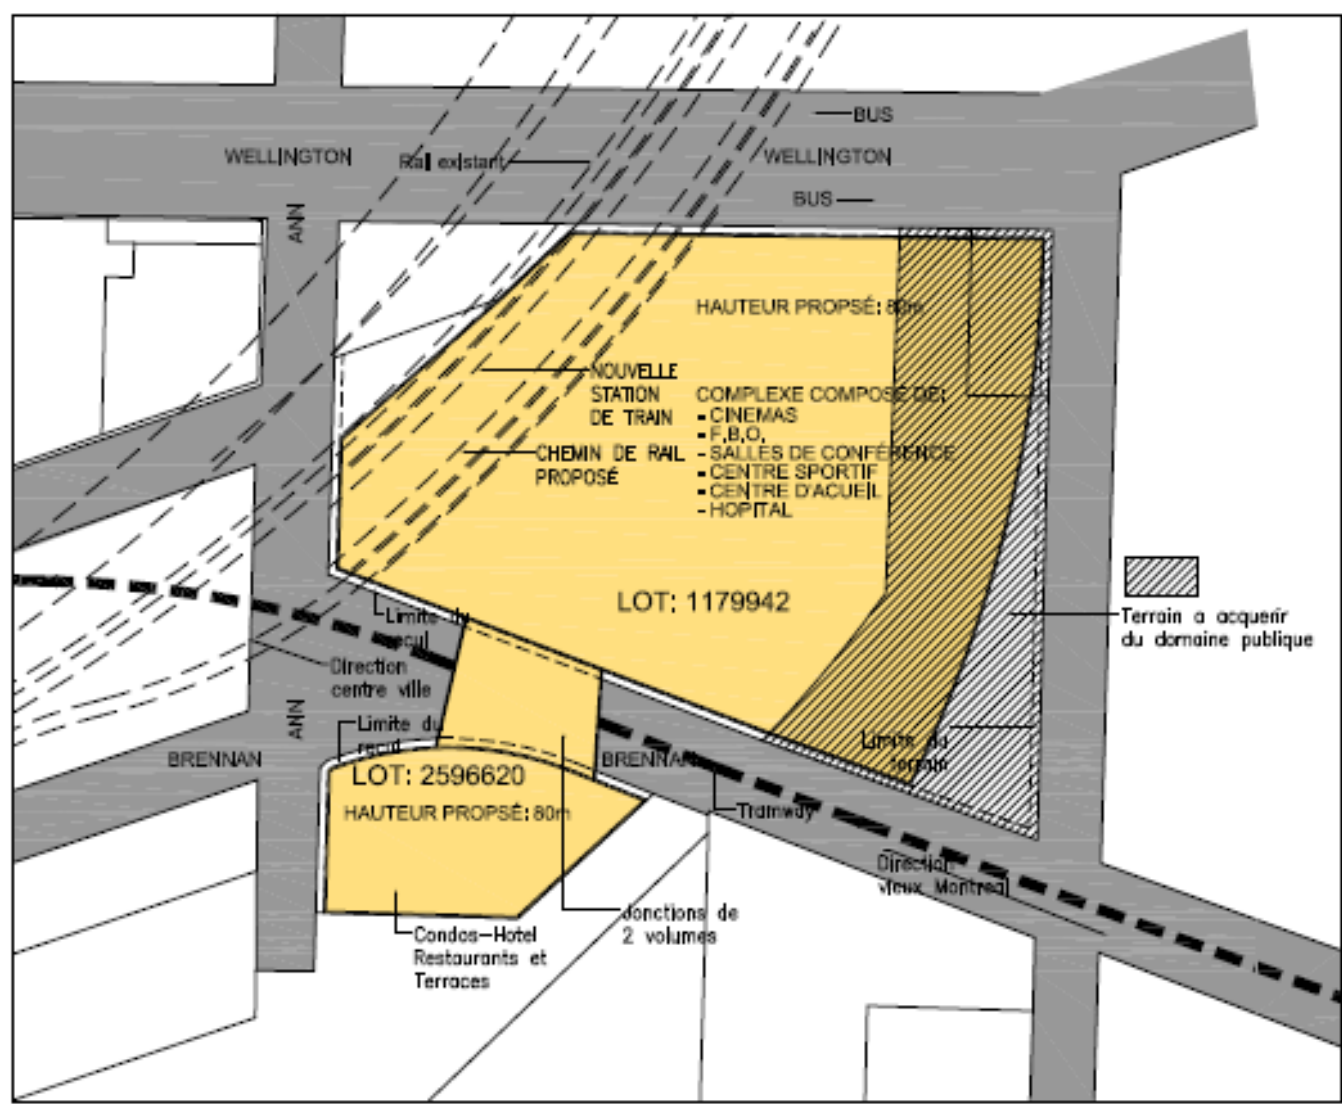 BUS
WELLINGTON
Rail existant
WELLINGTON
BUS
ANN
HAUTEUR PROPSÉ: 80m
NOUVELLE
STATION
DE TRAIN
COMPLEXE COMPOSÉ DE:
- CINEMAS
- F.B.O.
- SALLES DE CONFÉRENCE
- CENTRE SPORTIF
- CENTRE D'ACUEIL
- HOPITAL
CHEMIN DE RAIL
PROPOSÉ
LOT: 1179942
Terrain a acquerir
du domaine publique
Limite du
recul
Direction
centre ville
ANN
Limite du
recul
BRENNAN
BRENNAN
Limite du
terrain
LOT: 2596620
HAUTEUR PROPSÉ: 80m
Tramway
Direction
vieux Montreal
Jonctions de
2 volumes
Condos-Hotel
Restaurants et
Terraces